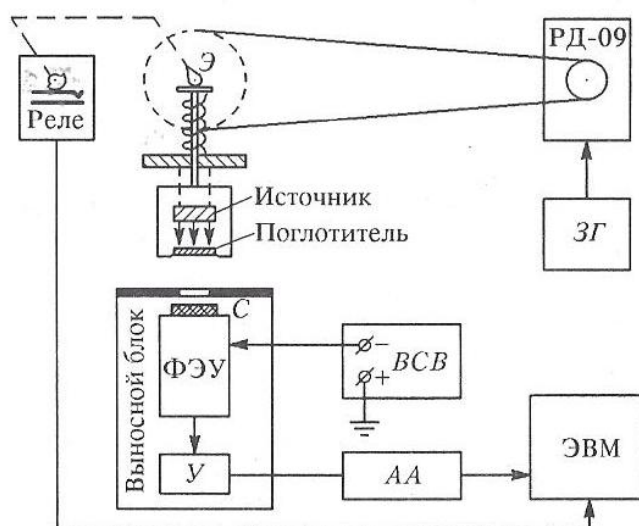 РД-09
Э
Реле
Источник
Поглотитель
ЗГ
С
Выносной блок
ФЭУ
−
+
ВСВ
У
АА
ЭВМ